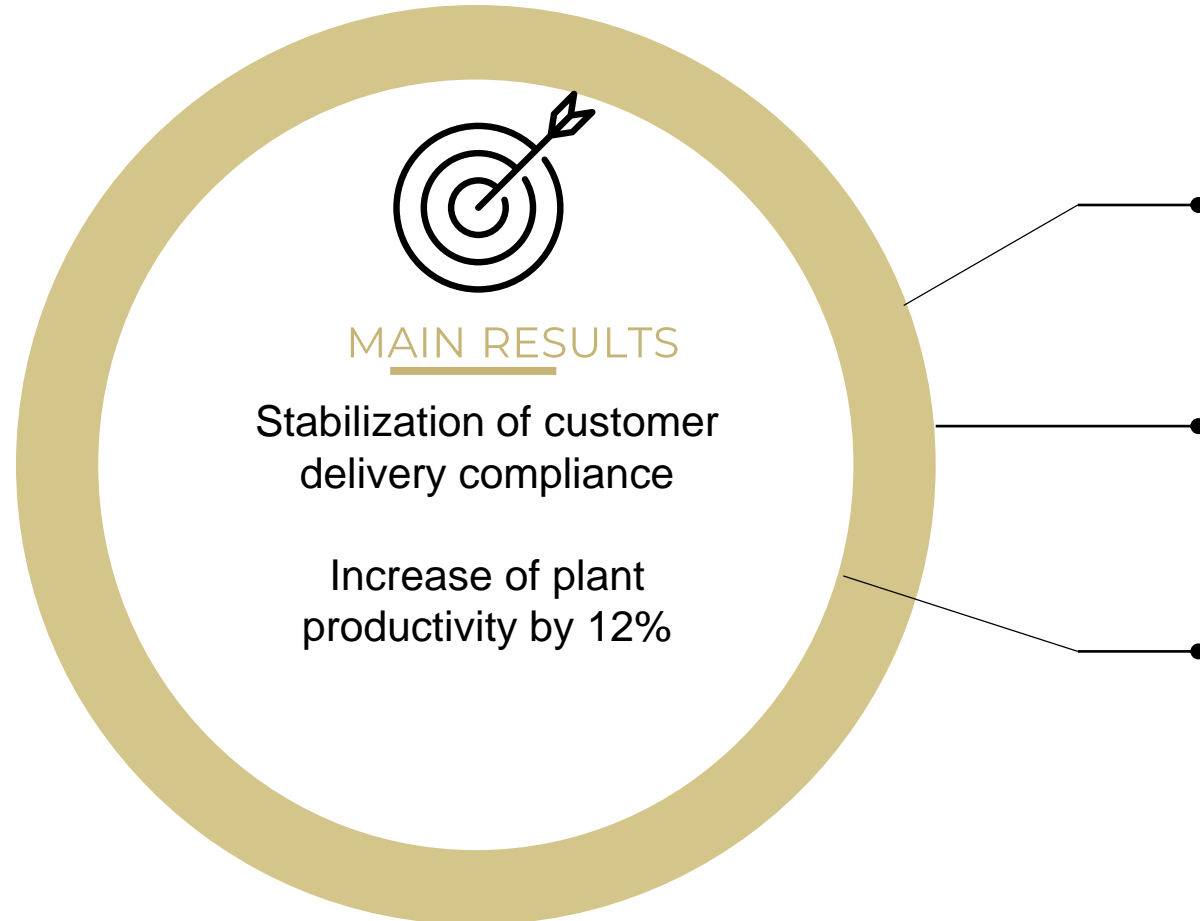 MAIN RESULTS
Stabilization of customer
delivery compliance
Increase of plant
productivity by 12%